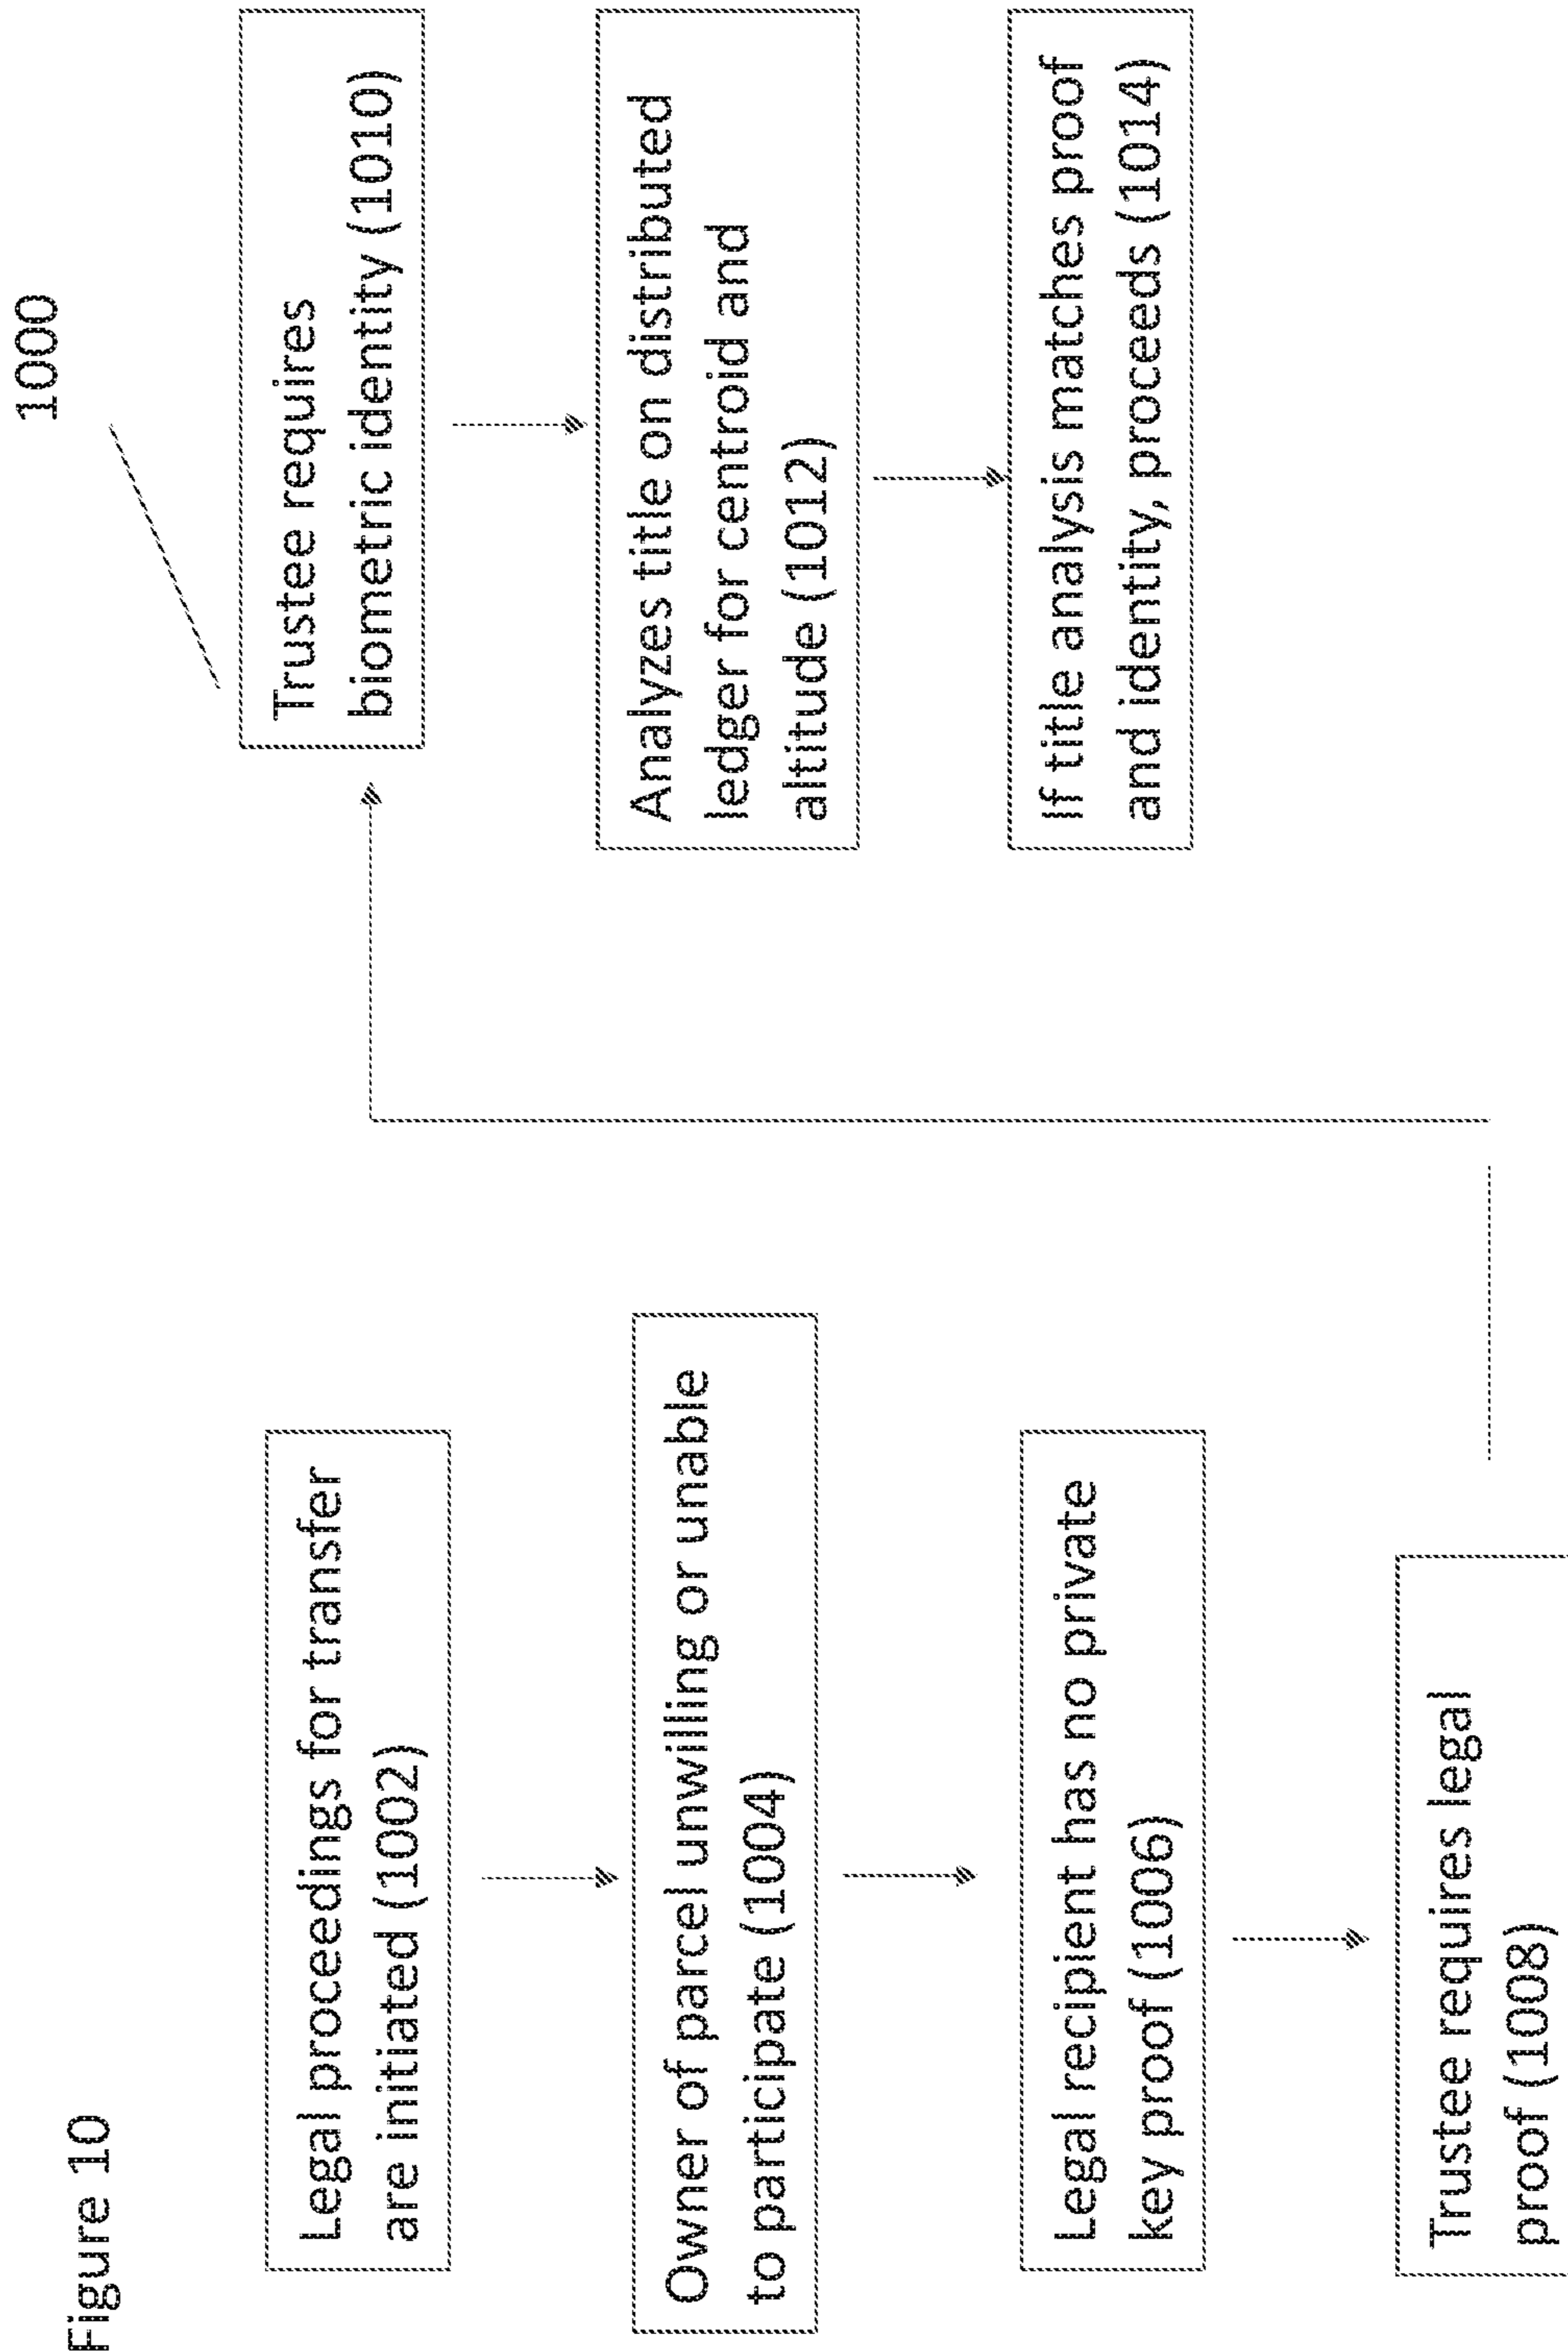 Figure 10
1000
Legal proceedings for transfer
are initiated (1002)
Owner of parcel unwilling or unable
to participate (1004)
Legal recipient has no private
key proof (1006)
Trustee requires legal
proof (1008)
Trustee requires
biometric identity (1010)
Analyzes title on distributed
ledger for centroid and
altitude (1012)
If title analysis matches proof
and identity, proceeds (1014)